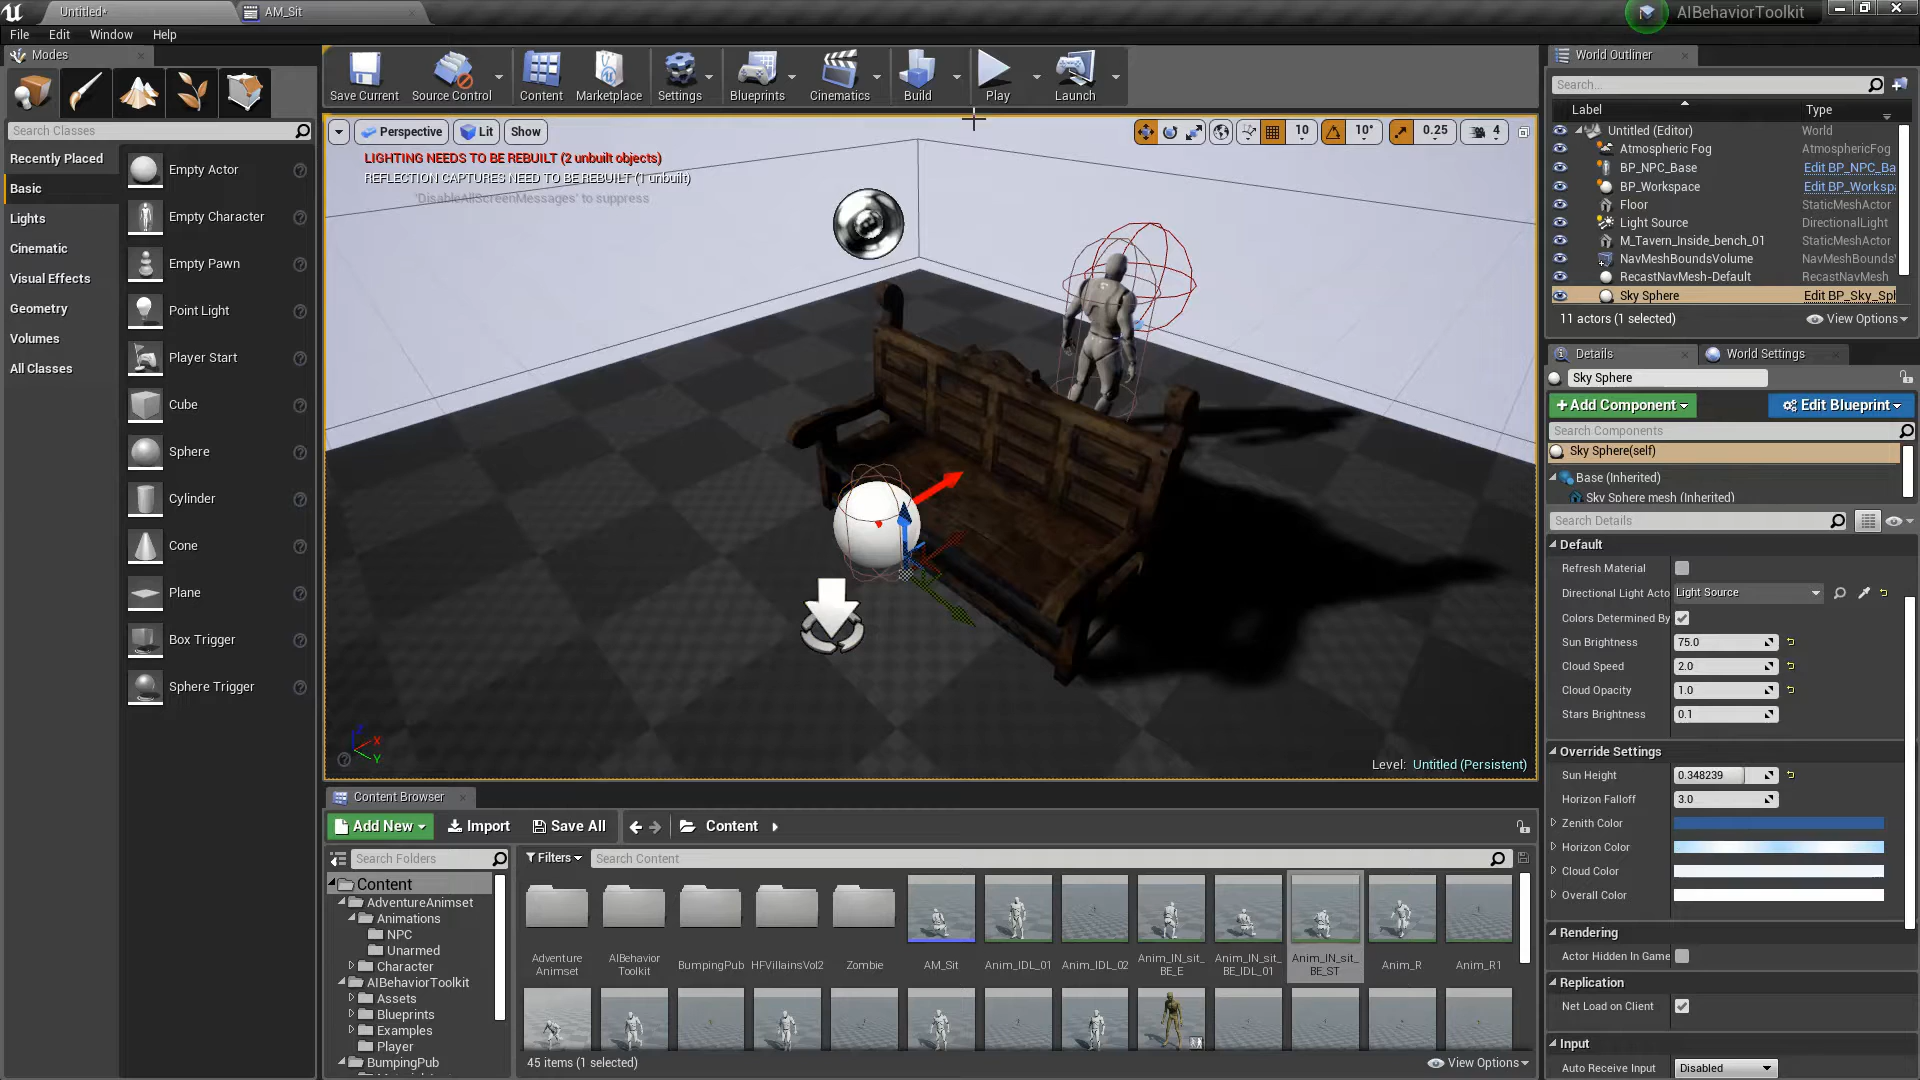 Untitled*
AM_Sit
AIBehaviorToolkit
File
Edit
Window
Help
Modes
Search Classes
Recently Placed
Basic
Lights
Cinematic
Visual Effects
Geometry
Volumes
All Classes
Empty Actor
Empty Character
Empty Pawn
Point Light
Player Start
Cube
Sphere
Cylinder
Cone
Plane
Box Trigger
Sphere Trigger
Save Current
Source Control
Content
Marketplace
Settings
Blueprints
Cinematics
Build
Play
Launch
Perspective
Lit
Show
10
10°
0.25
4
LIGHTING NEEDS TO BE REBUILT (2 unbuilt objects)
REFLECTION CAPTURES NEED TO BE REBUILT (1 unbuilt)
'DisableAllScreenMessages' to suppress
Z
X
Y
Level: Untitled (Persistent)
Content Browser
Add New
Import
Save All
Content
Search Folders
Filters
Search Content
Content
AdventureAnimset
Animations
NPC
Unarmed
Character
AIBehaviorToolkit
Assets
Blueprints
Examples
Player
BumpingPub
Adventure
Animset
AIBehavior
Toolkit
BumpingPub
HFVillainsVol2
Zombie
AM_Sit
Anim_IDL_01
Anim_IDL_02
Anim_IN_sit_
BE_E
Anim_IN_sit_
BE_IDL_01
Anim_IN_sit_
BE_ST
Anim_R
Anim_R1
45 items (1 selected)
View Options
World Outliner
Search...
Label
Type
Untitled (Editor) World
Atmospheric Fog AtmosphericFog
BP_NPC_Base Edit BP_NPC_Ba
BP_Workspace Edit BP_Worksp
Floor StaticMeshActor
Light Source DirectionalLight
M_Tavern_Inside_bench_01 StaticMeshActor
NavMeshBoundsVolume NavMeshBounds
RecastNavMesh-Default RecastNavMesh
Sky Sphere Edit BP_Sky_Sph
11 actors (1 selected)
View Options
Details
World Settings
Sky Sphere
+Add Component
Edit Blueprint
Search Components
Sky Sphere(self)
Base (Inherited)
Sky Sphere mesh (Inherited)
Search Details
Default
Refresh Material
Directional Light Acto Light Source
Colors Determined By
Sun Brightness 75.0
Cloud Speed 2.0
Cloud Opacity 1.0
Stars Brightness 0.1
Override Settings
Sun Height 0.348239
Horizon Falloff 3.0
Zenith Color
Horizon Color
Cloud Color
Overall Color
Rendering
Actor Hidden In Game
Replication
Net Load on Client
Input
Auto Receive Input Disabled